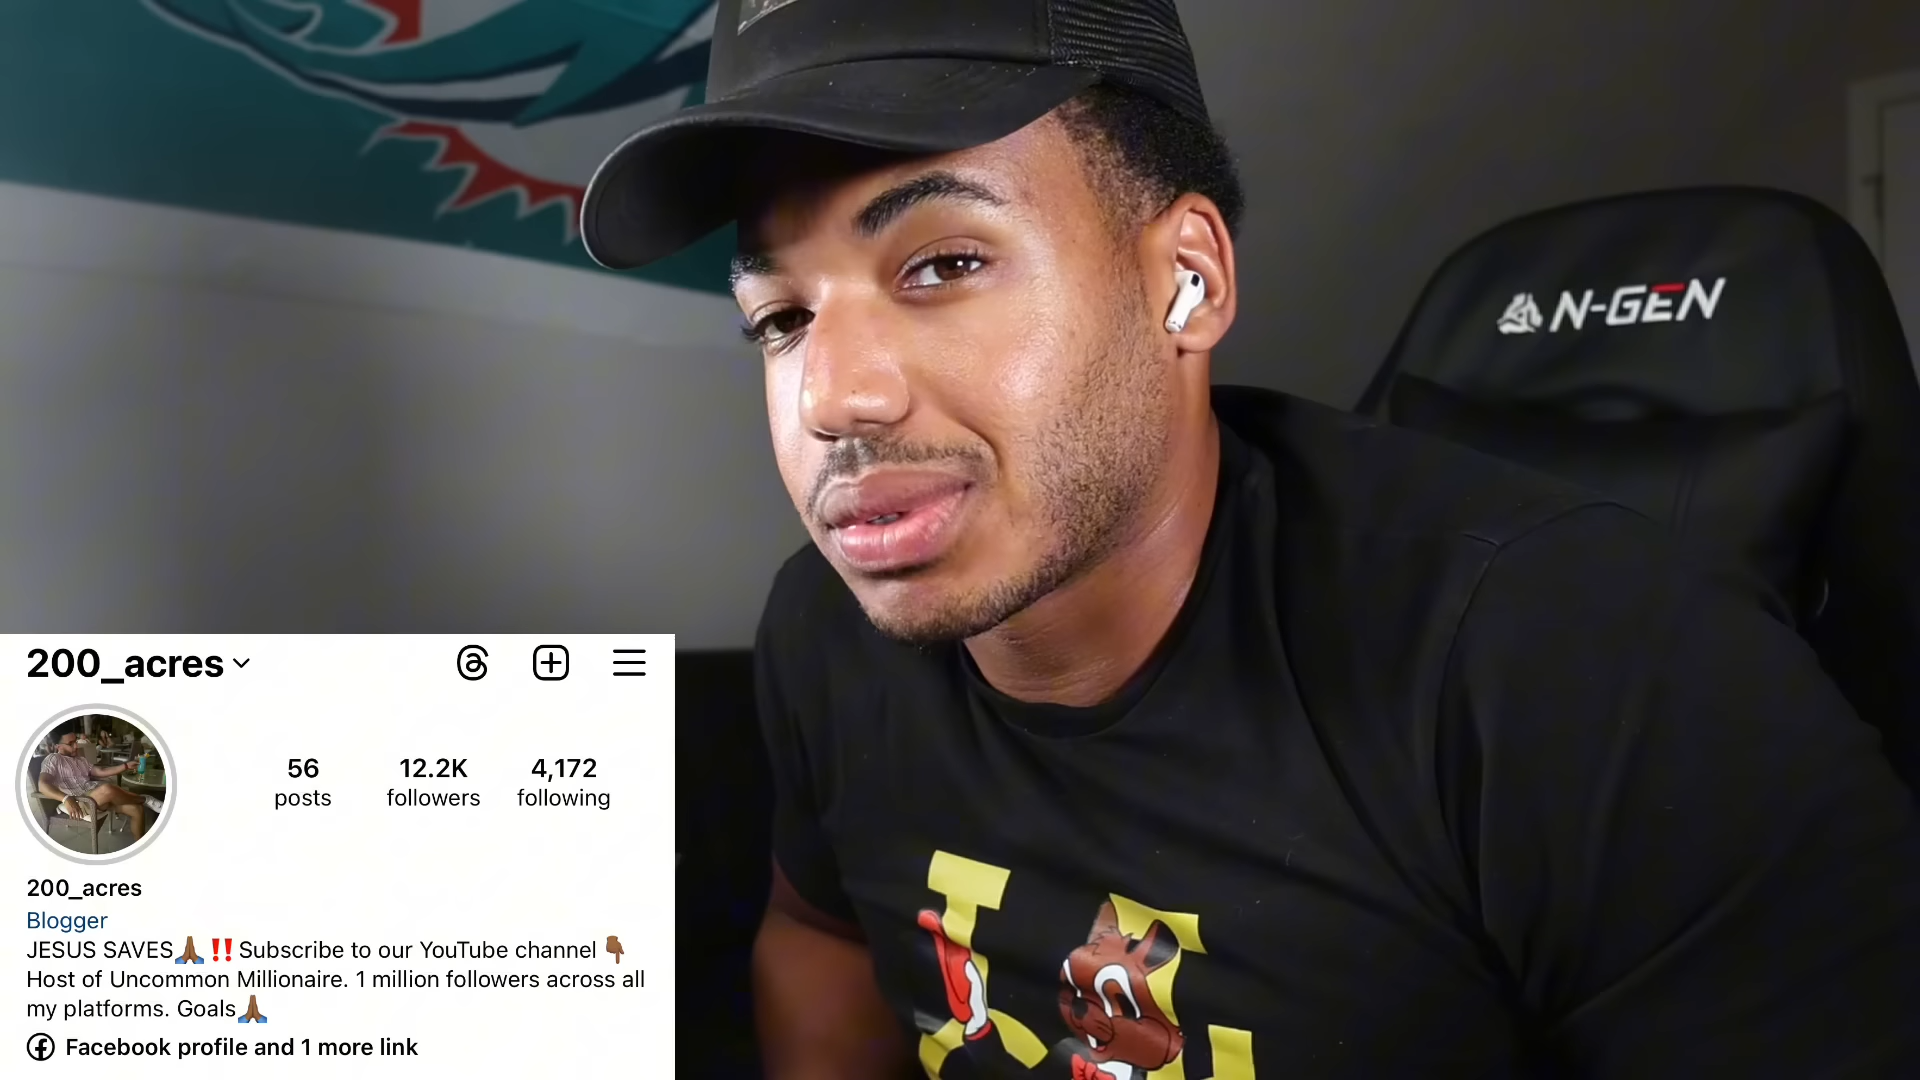 N-GEN
200_acres
56 12.2K 4,172
posts followers following
200_acres
Blogger
JESUS SAVES🙏🏾‼️Subscribe to our YouTube channel👇🏾
Host of Uncommon Millionaire. 1 million followers across all
my platforms. Goals🙏🏾
Facebook profile and 1 more link